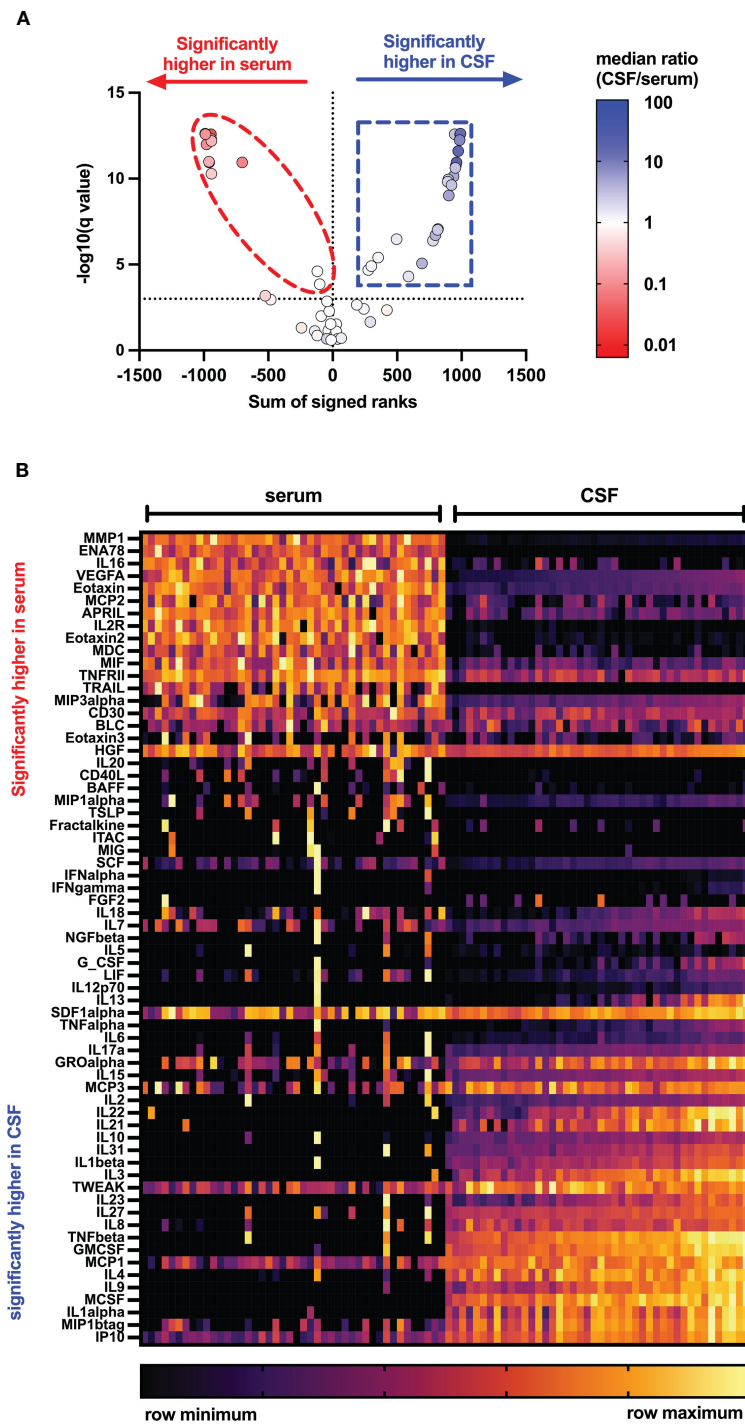 A
Significantly
higher in serum
Significantly
higher in CSF
median ratio
(CSF/serum)
100
10
1
0.1
0.01
15
10
5
0
-log10(q value)
-1500
-1000
-500
0
500
1000
1500
Sum of signed ranks
B
serum
CSF
Significantly higher in serum
significantly higher in CSF
MMP1
ENA78
IL16
VEGFA
Eotaxin
MCP2
APRIL
IL2R
Eotaxin2
MDC
MIF
TNFRII
TRAIL
MIP3alpha
CD30
BLC
Eotaxin3
HGF
IL20
CD40L
BAFF
MIP1alpha
TSLP
Fractalkine
ITAC
MIG
SCF
IFNalpha
IFNgamma
FGF2
IL18
IL7
NGFbeta
IL5
G_CSF
LIF
IL12p70
IL13
SDF1alpha
TNFalpha
IL6
IL17a
GROalpha
IL15
MCP3
IL2
IL22
IL21
IL10
IL31
IL1beta
IL3
TWEAK
IL23
IL27
IL8
TNFbeta
GMCSF
MCP1
IL4
IL9
MCSF
IL1alpha
MIP1btag
IP10
row minimum
row maximum